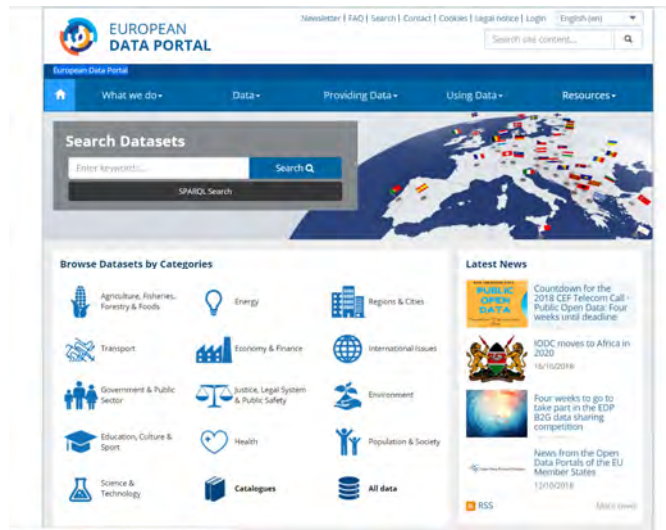 Newsletter | FAQ | Search | Contact | Cookies | Legal notice | Login
English (en)
EUROPEAN
DATA PORTAL
Search site content...
European Data Portal
What we do
Data
Providing Data
Using Data
Resources
Search Datasets
Enter keywords...
Search
SPARQL Search
Browse Datasets by Categories
Agriculture, Fisheries,
Forestry & Foods
Energy
Regions & Cities
Transport
Economy & Finance
International Issues
Government & Public
Sector
Justice, Legal System
& Public Safety
Environment
Education, Culture &
Sport
Health
Population & Society
Science &
Technology
Catalogues
All data
Latest News
PUBLIC
OPEN
DATA
Countdown for the
2018 CEF Telecom Call -
Public Open Data: Four
weeks until deadline
IODC moves to Africa in
2020
16/10/2018
Four weeks to go to
take part in the EDP
B2G data sharing
competition
News from the Open
Data Portals of the EU
Member States
12/10/2018
RSS
More news